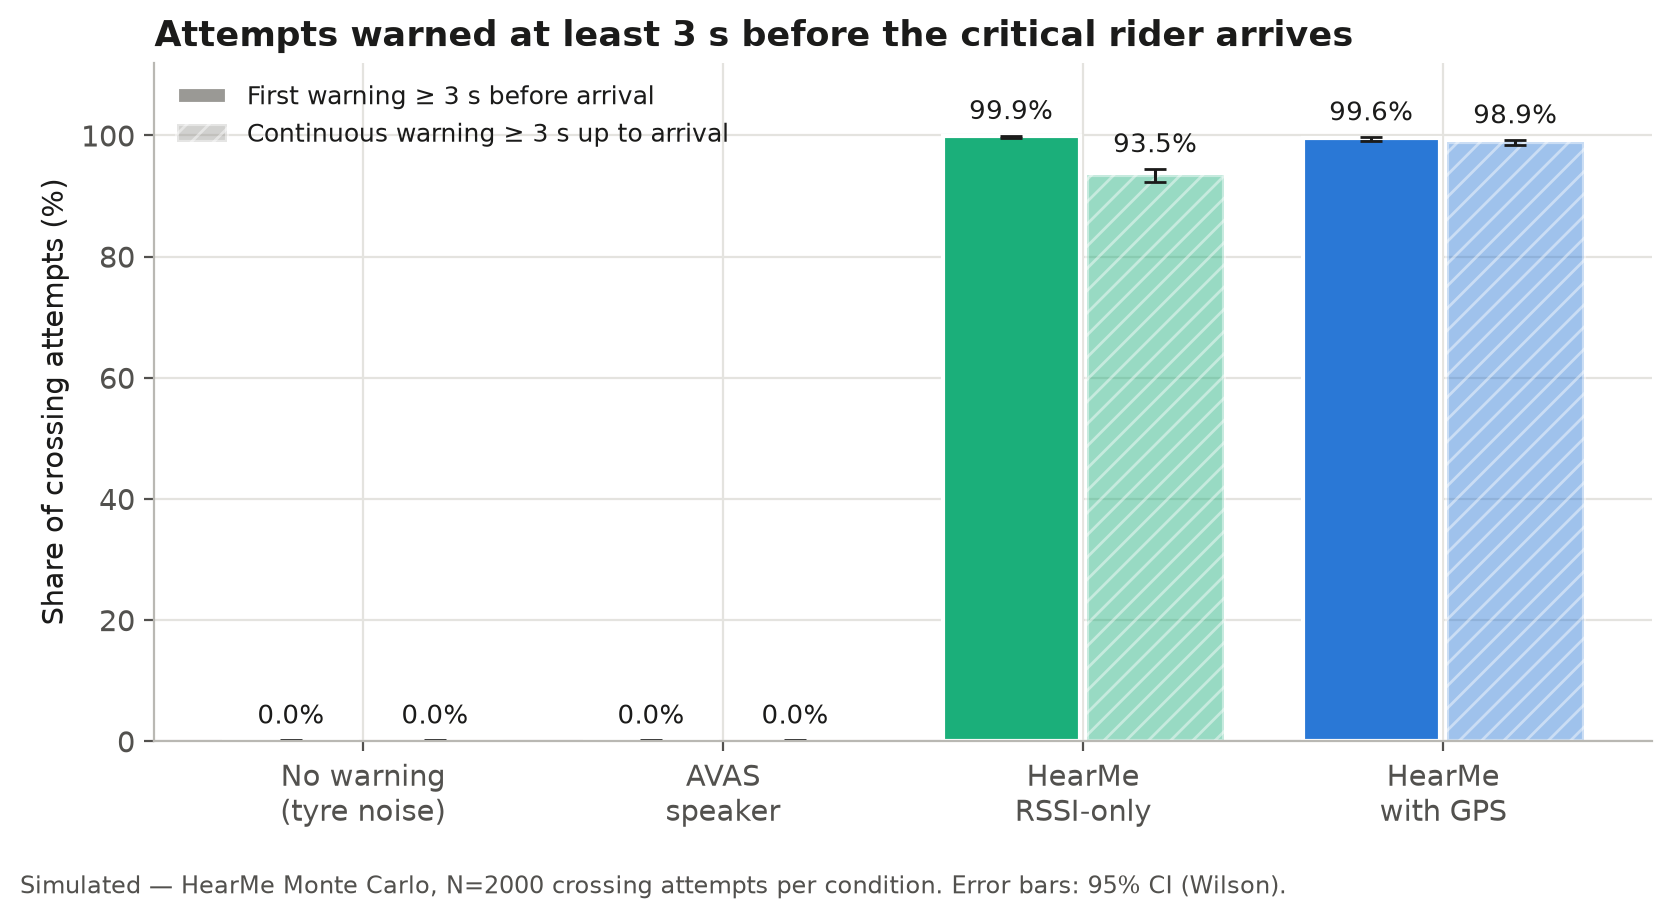 Attempts warned at least 3 s before the critical rider arrives
First warning ≥ 3 s before arrival
Continuous warning ≥ 3 s up to arrival
Share of crossing attempts (%)
100
80
60
40
20
0
0.0%
0.0%
0.0%
0.0%
99.9%
93.5%
99.6%
98.9%
No warning
(tyre noise)
AVAS
speaker
HearMe
RSSI-only
HearMe
with GPS
Simulated — HearMe Monte Carlo, N=2000 crossing attempts per condition. Error bars: 95% CI (Wilson).